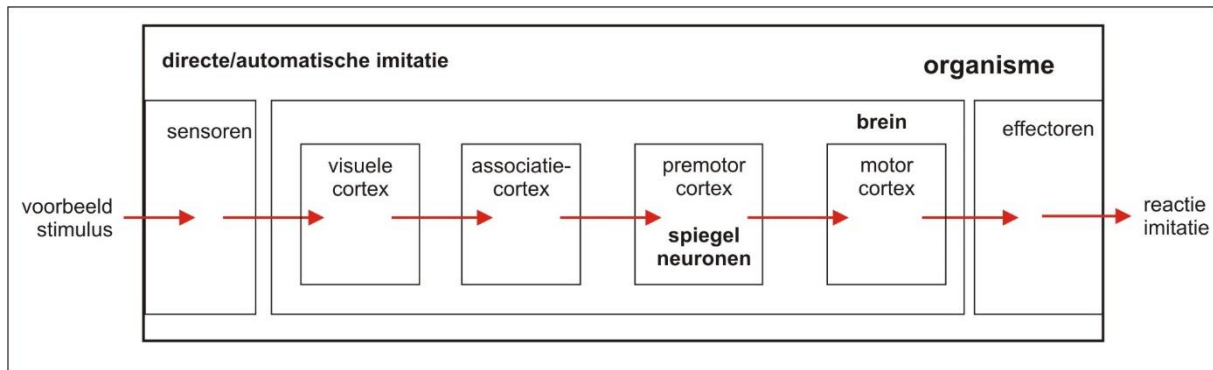 directe/automatische imitatie
organisme
sensoren
brein
effectoren
visuele
cortex
associatie-
cortex
premotor
cortex
motor
cortex
voorbeeld
stimulus
spiegel
neuronen
reactie
imitatie